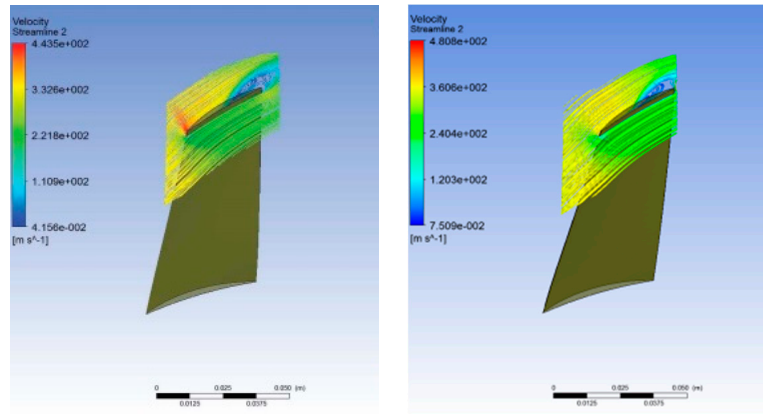 Velocity
Streamline 2
4.435e+002
3.326e+002
2.218e+002
1.109e+002
4.156e-002
[m s^-1]
0 0.025 0.050 (m)
0.0125 0.0375
Velocity
Streamline 2
4.808e+002
3.606e+002
2.404e+002
1.203e+002
7.509e-002
[m s^-1]
0 0.025 0.050 (m)
0.0125 0.0375